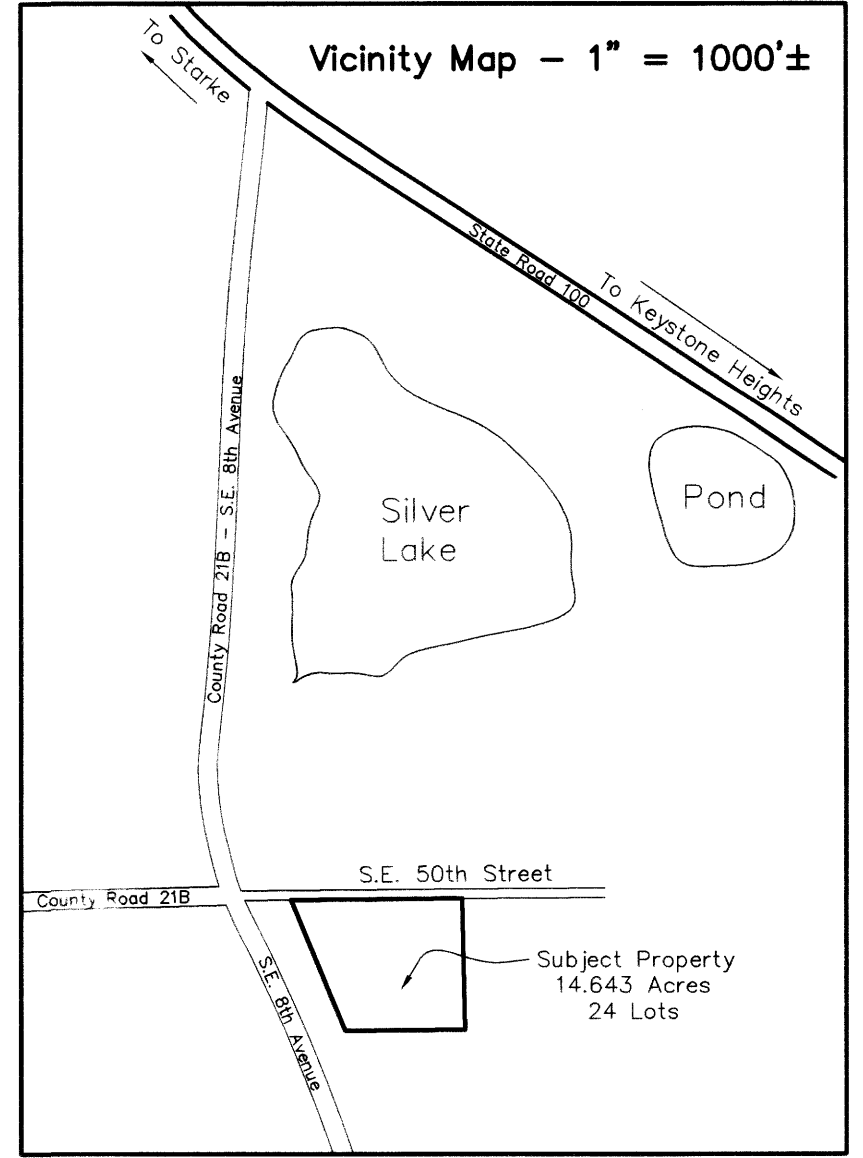 Vicinity Map - 1" = 1000'±
To Starke
State Road 100
To Keystone Heights
County Road 21B - S.E. 8th Avenue
Silver
Lake
Pond
S.E. 50th Street
County Road 21B
S.E. 8th Avenue
Subject Property
14.643 Acres
24 Lots